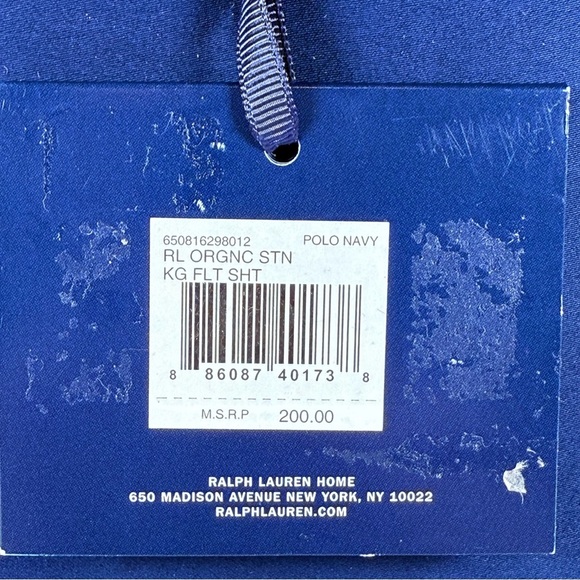 650816298012 POLO NAVY
RL ORGNC STN
KG FLT SHT
8 86087 40173 8
M.S.R.P 200.00
RALPH LAUREN HOME
650 MADISON AVENUE NEW YORK, NY 10022
RALPHLAUREN.COM